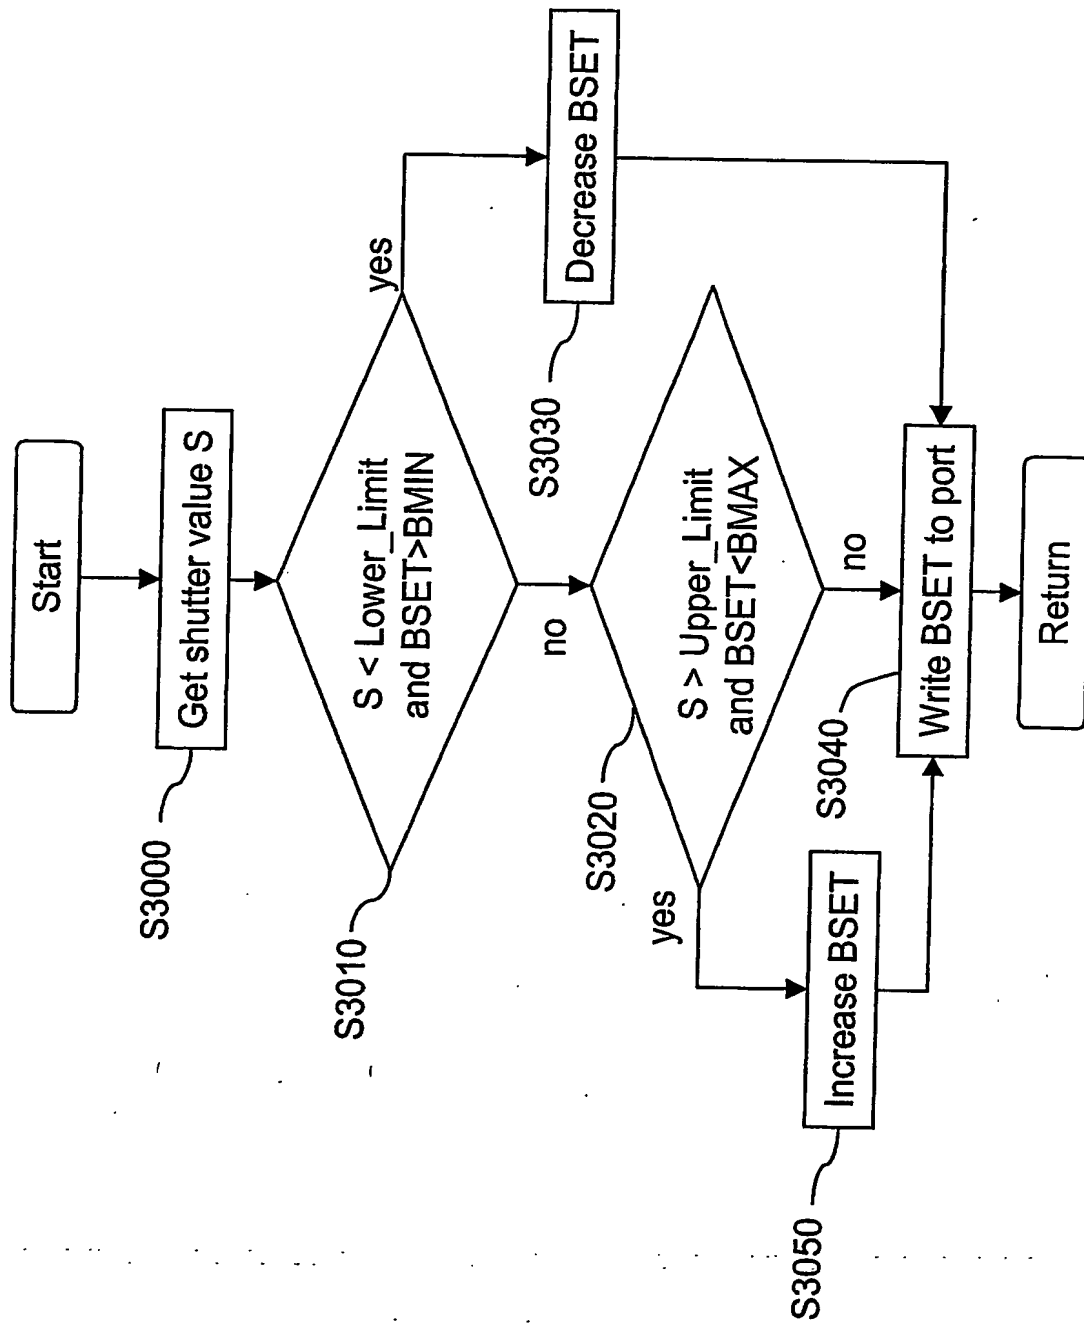 Start
S3000
Get shutter value S
S3010
S < Lower_Limit
and BSET>BMIN
yes
no
S3030
Decrease BSET
S3020
S > Upper_Limit
and BSET<BMAX
yes
no
S3050
Increase BSET
S3040
Write BSET to port
Return